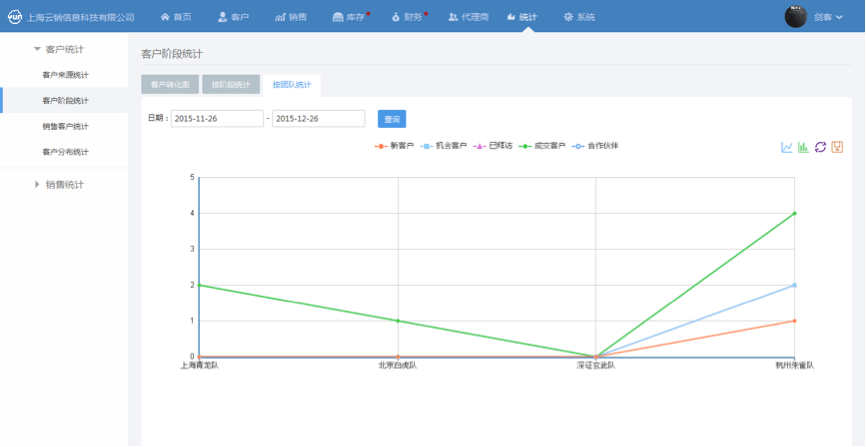 yun 上海云销信息科技有限公司 首页 客户 销售 库存 财务 代理商 统计 系统 剑客
客户统计
客户来源统计
客户阶段统计
销售客户统计
客户分布统计
销售统计
客户阶段统计
客户转化率 按阶段统计 按团队统计
日期：2015-11-26 - 2015-12-26 查询
新客户 机会客户 已拜访 成交客户 合作伙伴
5
4
3
2
1
0
上海青龙队 北京白虎队 深证玄武队 杭州朱雀队